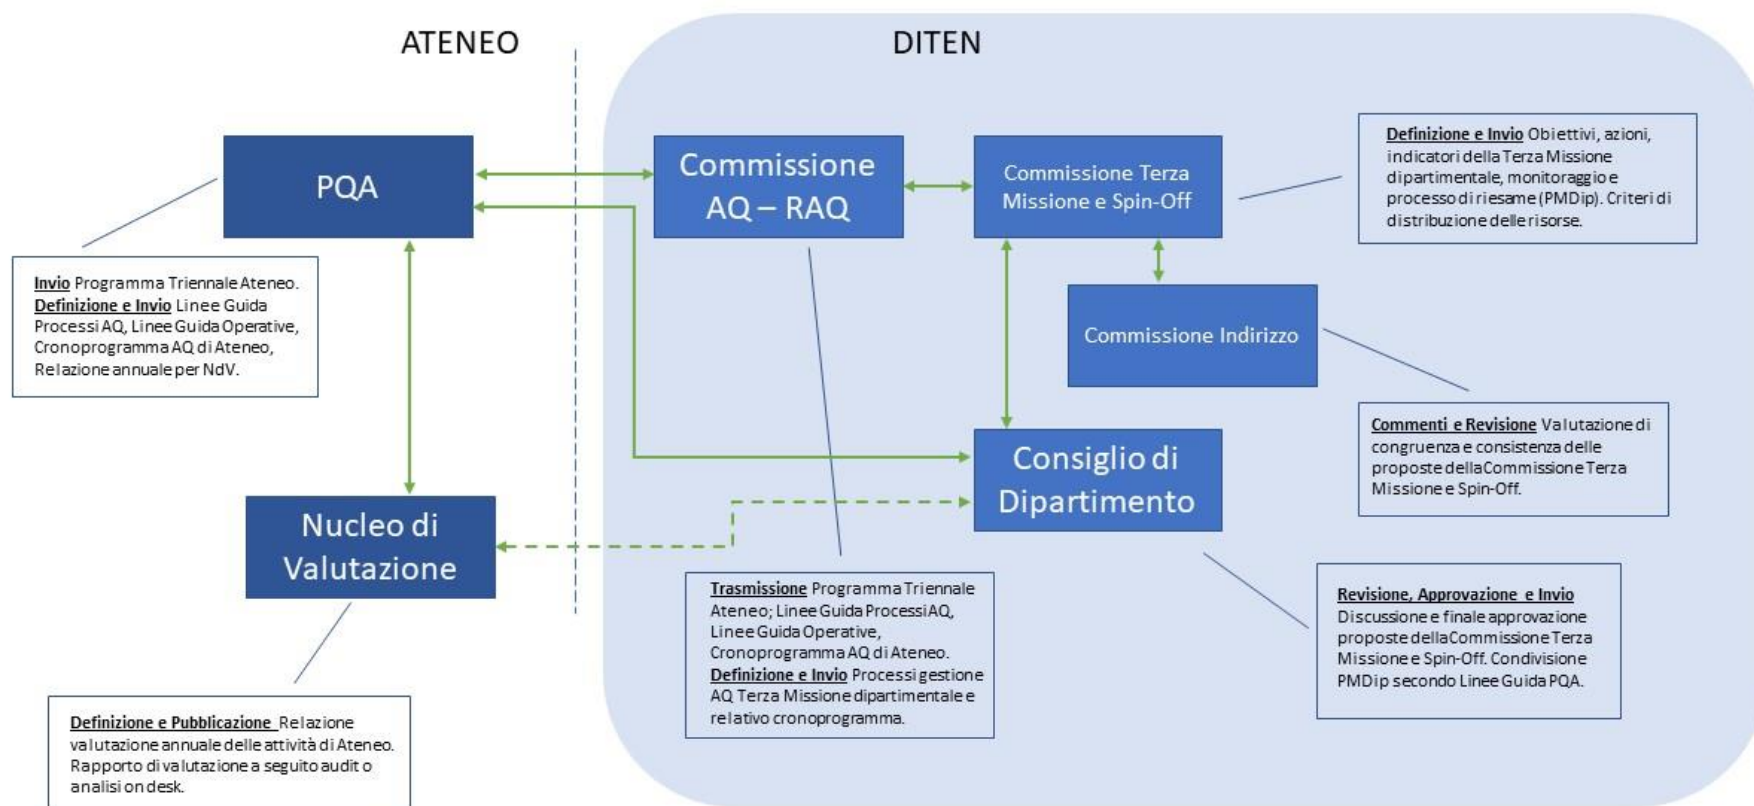 ATENEO
DITEN
PQA
Commissione
AQ – RAQ
Commissione Terza
Missione e Spin-Off
Definizione e Invio Obiettivi, azioni,
indicatori della Terza Missione
dipartimentale, monitoraggio e
processo di riesame (PMDip). Criteri di
distribuzione delle risorse.
Invio Programma Triennale Ateneo.
Definizione e Invio Linee Guida
Processi AQ, Linee Guida Operative,
Cronoprogramma AQ di Ateneo,
Relazione annuale per NdV.
Commissione Indirizzo
Commenti e Revisione Valutazione di
congruenza e consistenza delle
proposte della Commissione Terza
Missione e Spin-Off.
Consiglio di
Dipartimento
Nucleo di
Valutazione
Trasmissione Programma Triennale
Ateneo; Linee Guida Processi AQ,
Linee Guida Operative,
Cronoprogramma AQ di Ateneo.
Definizione e Invio Processi gestione
AQ Terza Missione dipartimentale e
relativo cronoprogramma.
Revisione, Approvazione e Invio
Discussione e finale approvazione
proposte della Commissione Terza
Missione e Spin-Off. Condivisione
PMDip secondo Linee Guida PQA.
Definizione e Pubblicazione Relazione
valutazione annuale delle attività di Ateneo.
Rapporto di valutazione a seguito audit o
analisi on desk.